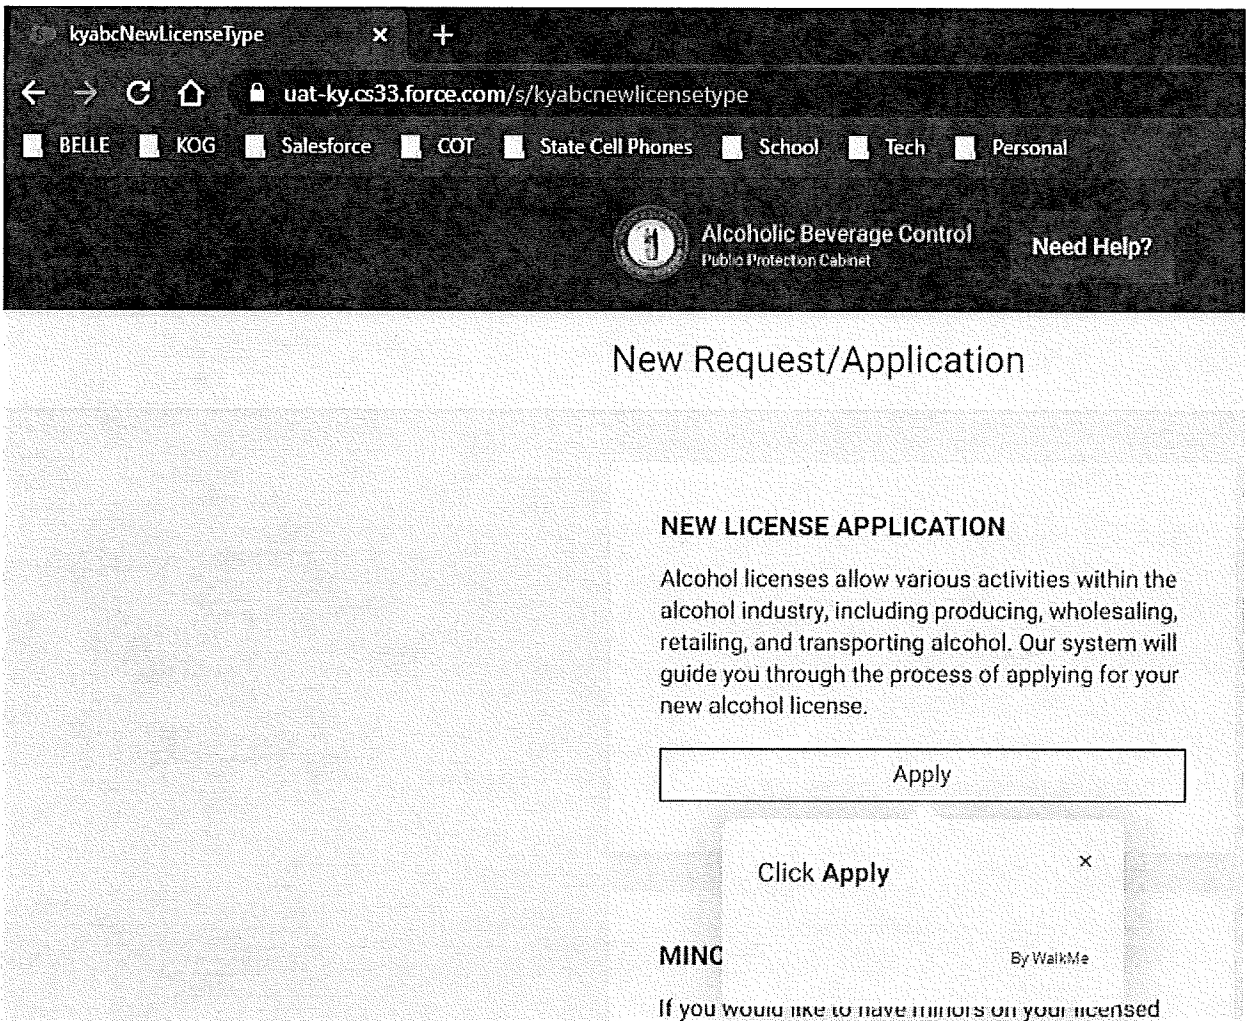 kyabcNewLicenseType
uat-ky.cs33.force.com/s/kyabcnewlicensetype
BELLE KOG Salesforce COT State Cell Phones School Tech Personal
Alcoholic Beverage Control
Public Protection Cabinet
Need Help?
New Request/Application
NEW LICENSE APPLICATION
Alcohol licenses allow various activities within the
alcohol industry, including producing, wholesaling,
retailing, and transporting alcohol. Our system will
guide you through the process of applying for your
new alcohol license.
Apply
Click Apply
MINO
By WalkMe
If you would like to have minors on your licensed